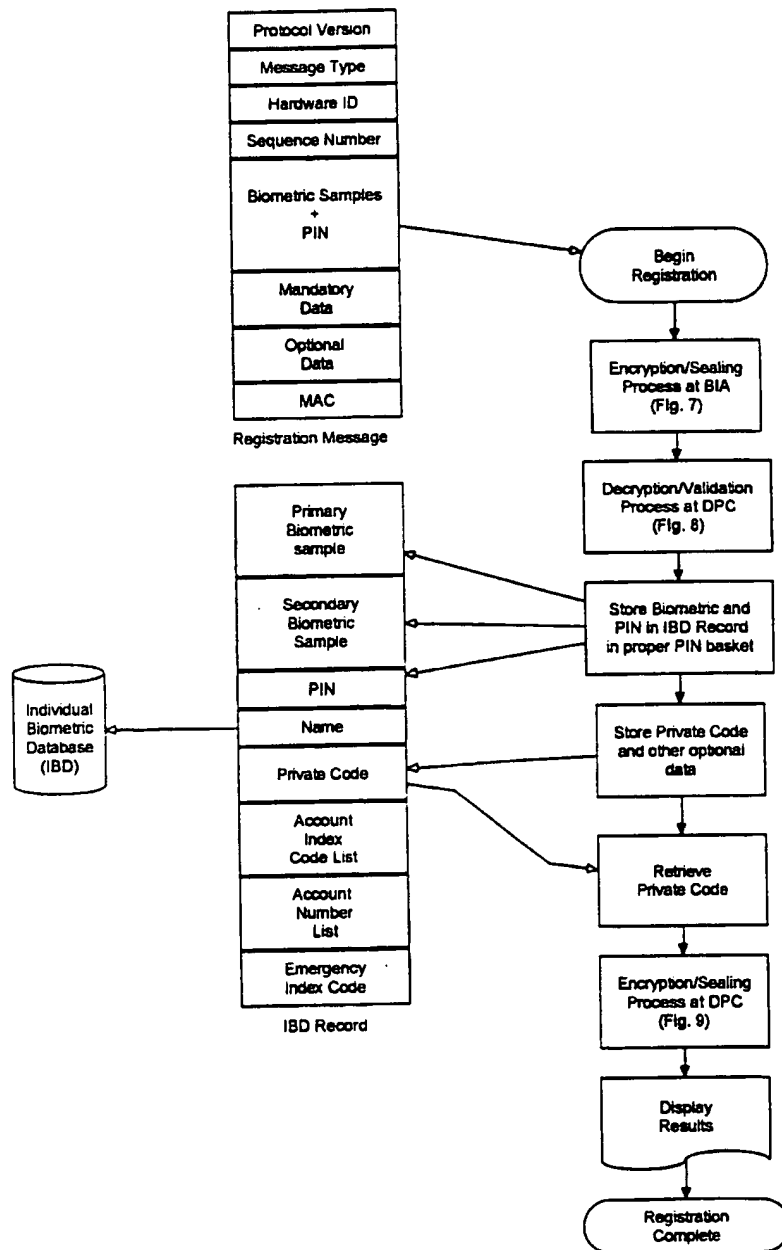 Protocol Version
Message Type
Hardware ID
Sequence Number
Biometric Samples
+
PIN
Mandatory
Data
Optional
Data
MAC
Registration Message
Begin
Registration
Encryption/Sealing
Process at BIA
(Fig. 7)
Decryption/Validation
Process at DPC
(Fig. 8)
Store Biometric and
PIN in IBD Record
in proper PIN basket
Store Private Code
and other optional
data
Retrieve
Private Code
Encryption/Sealing
Process at DPC
(Fig. 9)
Display
Results
Registration
Complete
Primary
Biometric
sample
Secondary
Biometric
Sample
PIN
Name
Private Code
Account
Index
Code List
Account
Number
List
Emergency
Index Code
IBD Record
Individual
Biometric
Database
(IBD)